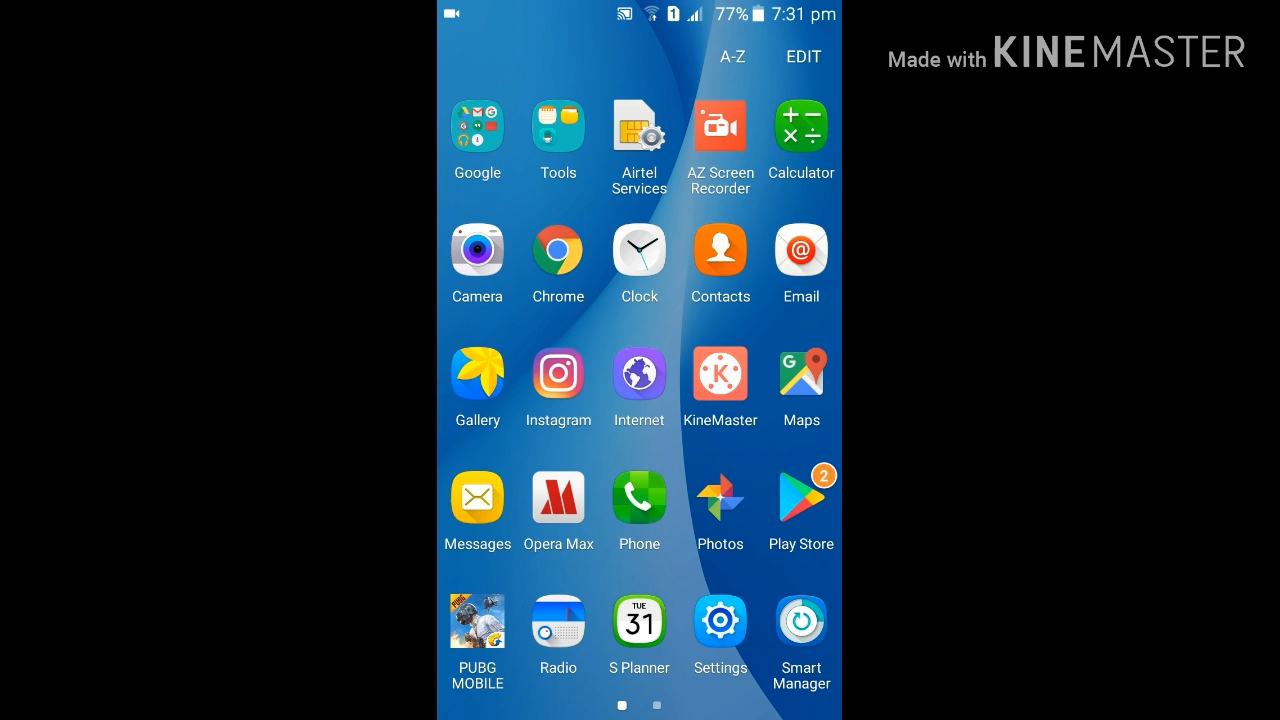 1 77% 7:31 pm
Made with KINEMASTER
A-Z EDIT
Google Tools Airtel Services AZ Screen Recorder Calculator
Camera Chrome Clock Contacts Email
Gallery Instagram Internet KineMaster Maps
2
Messages Opera Max Phone Photos Play Store
TUE
31
PUBG MOBILE Radio S Planner Settings Smart Manager